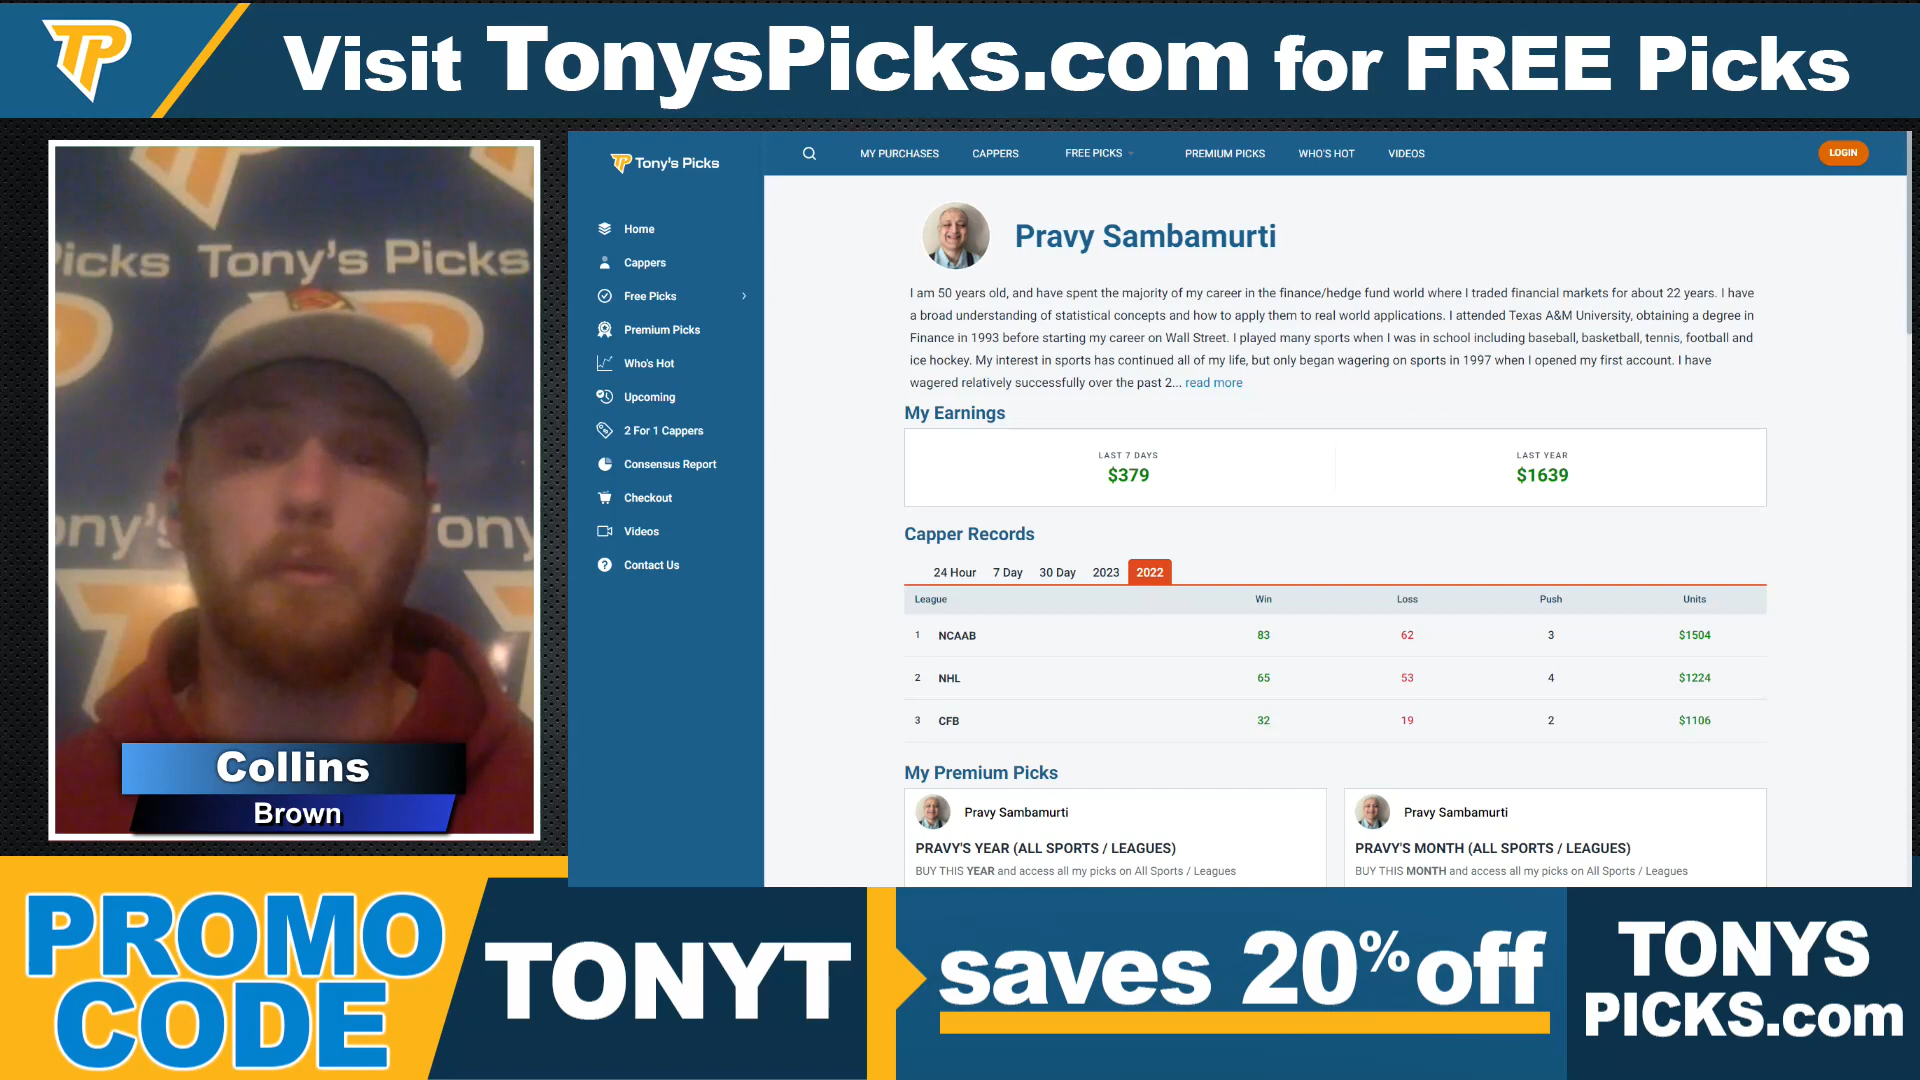 TP
Visit TonysPicks.com for FREE Picks
icks Tony's Picks
ony's
Tony
Collins
Brown
Tony's Picks
MY PURCHASES CAPPERS FREE PICKS PREMIUM PICKS WHO'S HOT VIDEOS
LOGIN
Home
Cappers
Free Picks
Premium Picks
Who's Hot
Upcoming
2 For 1 Cappers
Consensus Report
Checkout
Videos
Contact Us
Pravy Sambamurti
I am 50 years old, and have spent the majority of my career in the finance/hedge fund world where I traded financial markets for about 22 years. I have
a broad understanding of statistical concepts and how to apply them to real world applications. I attended Texas A&M University, obtaining a degree in
Finance in 1993 before starting my career on Wall Street. I played many sports when I was in school including baseball, basketball, tennis, football and
ice hockey. My interest in sports has continued all of my life, but only began wagering on sports in 1997 when I opened my first account. I have
wagered relatively successfully over the past 2... read more
My Earnings
LAST 7 DAYS LAST YEAR
$379 $1639
Capper Records
24 Hour 7 Day 30 Day 2023 2022
League Win Loss Push Units
1 NCAAB 83 62 3 $1504
2 NHL 65 53 4 $1224
3 CFB 32 19 2 $1106
My Premium Picks
Pravy Sambamurti
PRAVY'S YEAR (ALL SPORTS / LEAGUES)
BUY THIS YEAR and access all my picks on All Sports / Leagues
Pravy Sambamurti
PRAVY'S MONTH (ALL SPORTS / LEAGUES)
BUY THIS MONTH and access all my picks on All Sports / Leagues
PROMO
CODE
TONYT
saves 20% off
TONYS
PICKS.com